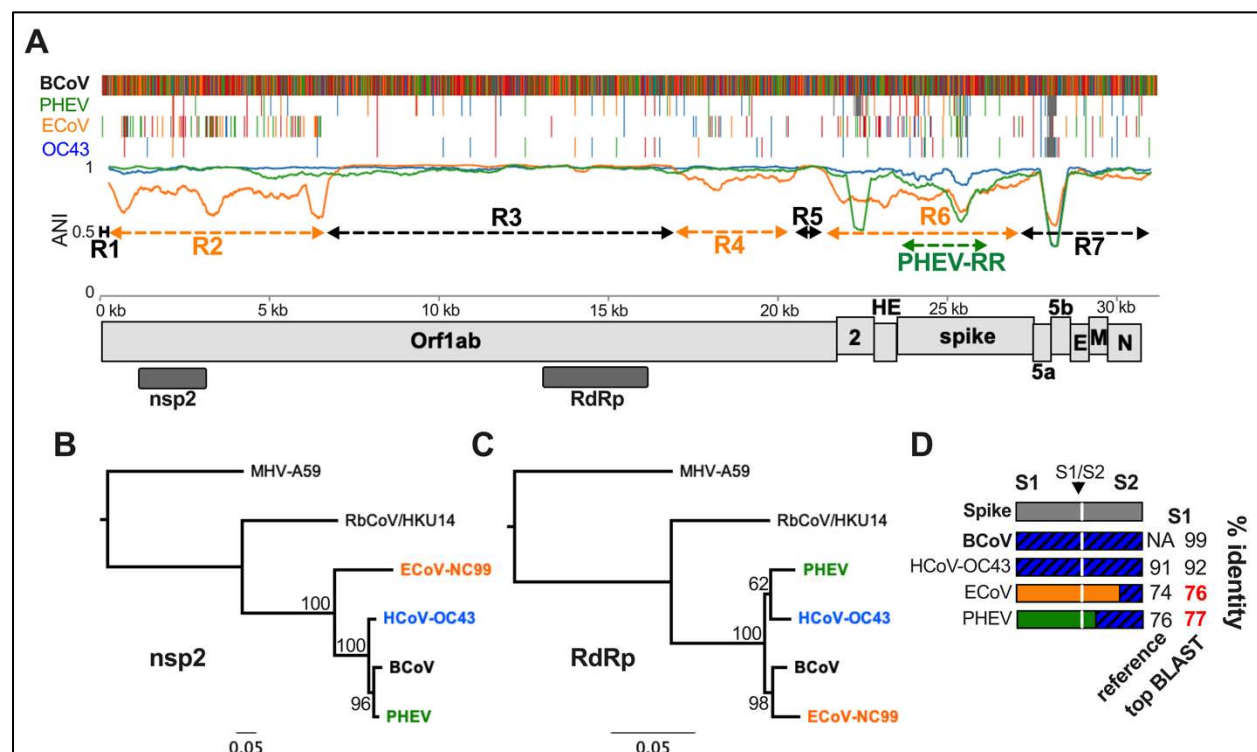 A
BCoV
PHEV
ECoV
OC43
1
ANI
0.5
0
R1
R2
R3
R4
R5
R6
PHEV-RR
R7
0 kb
5 kb
10 kb
15 kb
20 kb
25 kb
30 kb
HE
5b
Orf1ab
2
spike
E
M
N
5a
nsp2
RdRp
B
MHV-A59
RbCoV/HKU14
ECoV-NC99
100
HCoV-OC43
100
BCoV
96
PHEV
nsp2
0.05
C
MHV-A59
RbCoV/HKU14
PHEV
62
HCoV-OC43
100
BCoV
98
ECoV-NC99
RdRp
0.05
D
S1/S2
S1 S2
Spike S1
BCoV NA 99
HCoV-OC43 91 92
ECoV 74 76
PHEV 76 77
% identity
reference
top BLAST